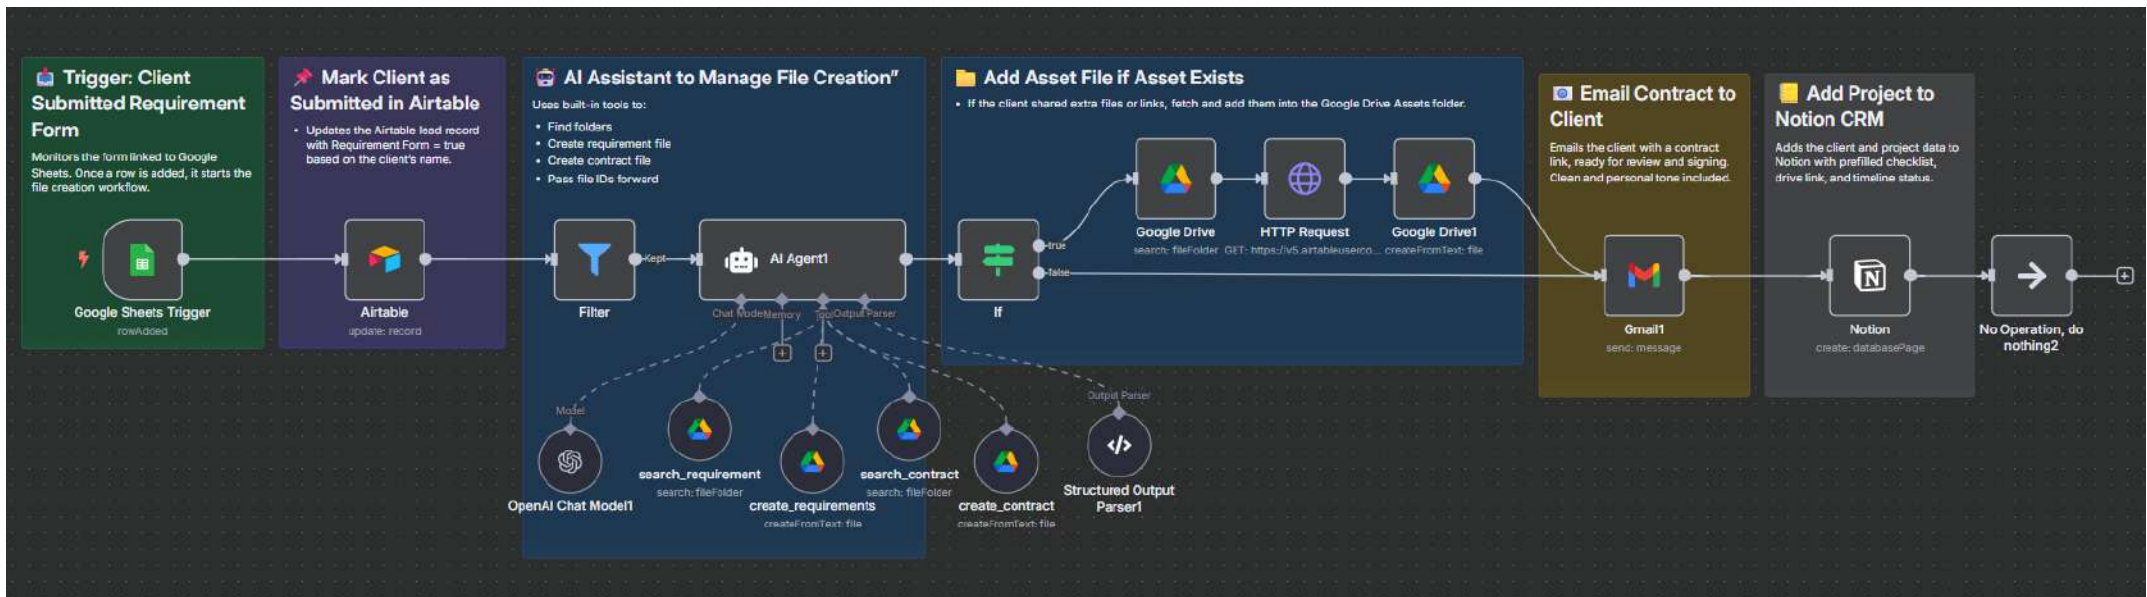 Trigger: Client
Submitted Requirement
Form
Monitors the form linked to Google
Sheets. Once a row is added, it starts the
file creation workflow.
Google Sheets Trigger
rowAdded
Mark Client as
Submitted in Airtable
• Updates the Airtable lead record
with Requirement Form = true
based on the client's name.
Airtable
update: record
AI Assistant to Manage File Creation"
Uses built-in tools to:
• Find folders
• Create requirement file
• Create contract file
• Pass file IDs forward
Filter
Kept
AI Agent1
Chat Model
Memory
Tool
Output Parser
Model
OpenAI Chat Model1
search_requirement
search: fileFolder
create_requirements
createFromText: file
search_contract
search: fileFolder
create_contract
createFromText: file
Output Parser
Structured Output
Parser1
Add Asset File if Asset Exists
• If the client shared extra files or links, fetch and add them into the Google Drive Assets folder.
If
true
false
Google Drive
search: fileFolder
HTTP Request
GET: https://v5.airtableuserco...
Google Drive1
createFromText: file
Email Contract to
Client
Emails the client with a contract
link, ready for review and signing.
Clean and personal tone included.
Gmail1
send: message
Add Project to
Notion CRM
Adds the client and project data to
Notion with prefilled checklist,
drive link, and timeline status.
Notion
create: databasePage
No Operation, do
nothing2